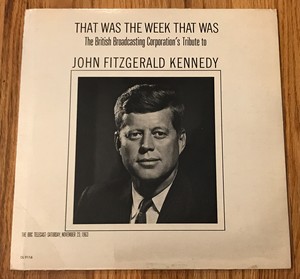 THAT WAS THE WEEK THAT WAS
The British Broadcasting Corporation's Tribute to
JOHN FITZGERALD KENNEDY
THE BBC TELECAST SATURDAY, NOVEMBER 23, 1963